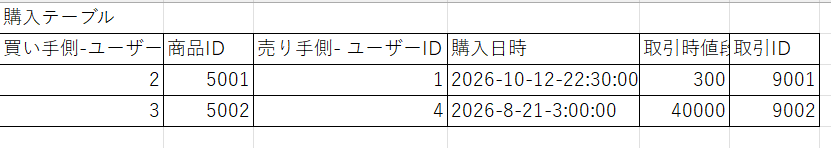 購入テーブル
買い手側-ユーザー 商品ID 売り手側- ユーザーID 購入日時 取引時値段 取引ID
2 5001 1 2026-10-12-22:30:00 300 9001
3 5002 4 2026-8-21-3:00:00 40000 9002